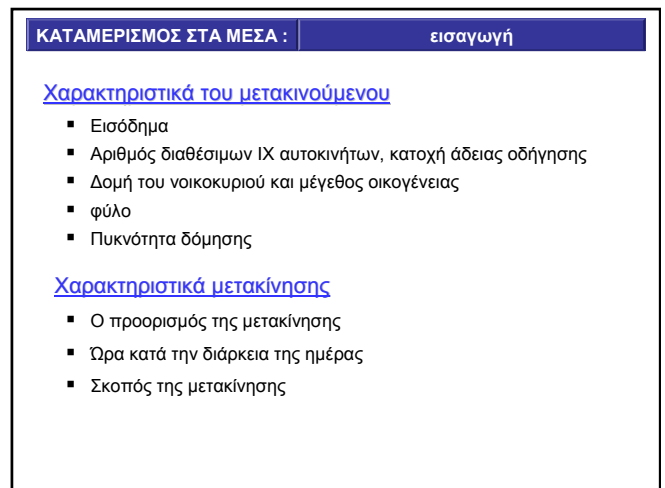 ΚΑΤΑΜΕΡΙΣΜΟΣ ΣΤΑ ΜΕΣΑ : εισαγωγή
Χαρακτηριστικά του μετακινούμενου
▪ Εισόδημα
▪ Αριθμός διαθέσιμων ΙΧ αυτοκινήτων, κατοχή άδειας οδήγησης
▪ Δομή του νοικοκυριού και μέγεθος οικογένειας
▪ φύλο
▪ Πυκνότητα δόμησης
Χαρακτηριστικά μετακίνησης
▪ Ο προορισμός της μετακίνησης
▪ Ώρα κατά την διάρκεια της ημέρας
▪ Σκοπός της μετακίνησης